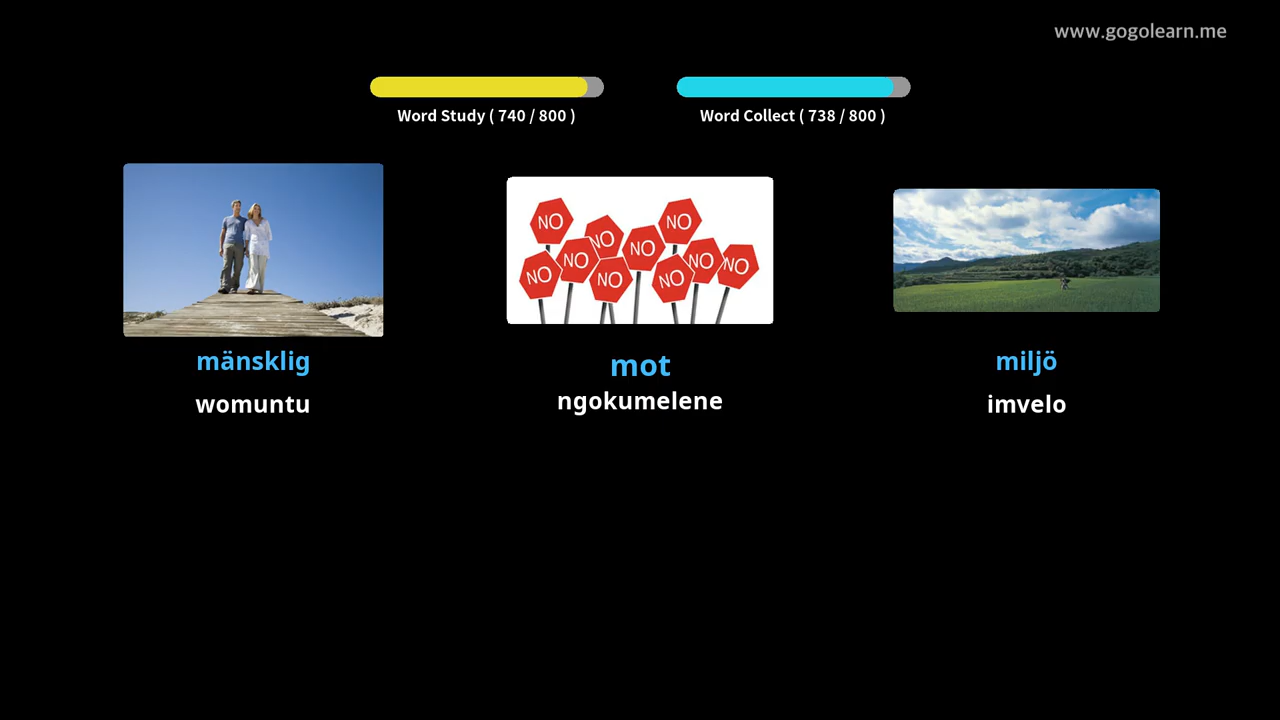 www.gogolearn.me
Word Study ( 740 / 800 )
Word Collect ( 738 / 800 )
NO
NO
NO
NO
NO
NO
NO
NO
NO
NO
mänsklig
womuntu
mot
ngokumelene
miljö
imvelo